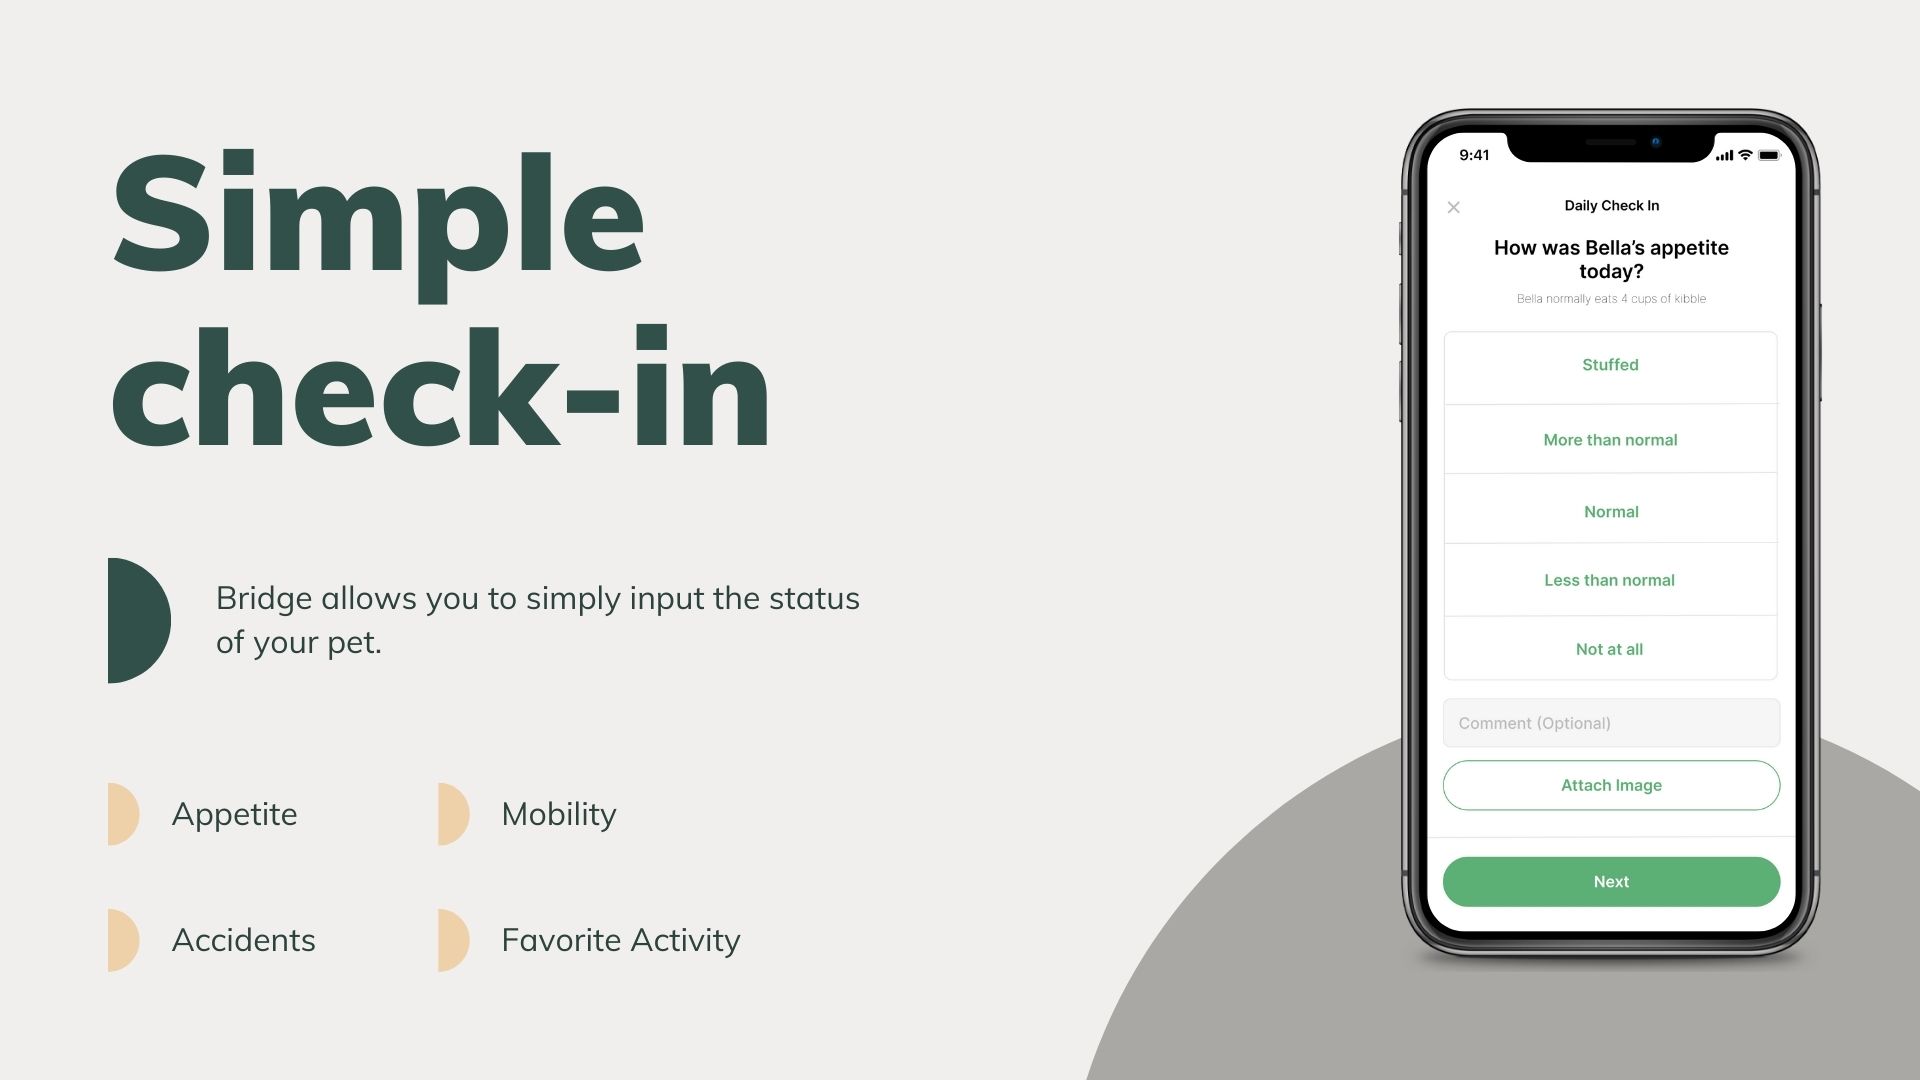 Simple
check-in
Bridge allows you to simply input the status
of your pet.
Appetite
Mobility
Accidents
Favorite Activity
9:41
Daily Check In
How was Bella’s appetite
today?
Bella normally eats 4 cups of kibble
Stuffed
More than normal
Normal
Less than normal
Not at all
Comment (Optional)
Attach Image
Next